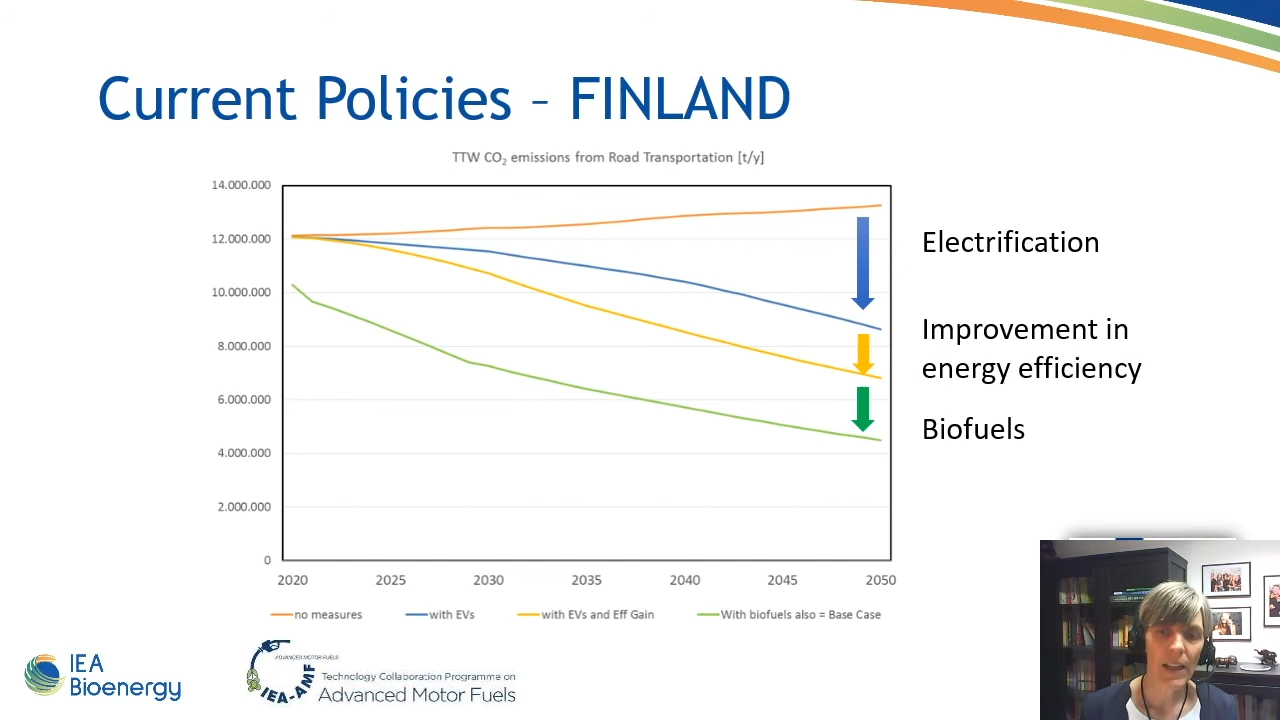 Current Policies – FINLAND
TTW CO₂ emissions from Road Transportation [t/y]
14.000.000
12.000.000
10.000.000
8.000.000
6.000.000
4.000.000
2.000.000
0
2020 2025 2030 2035 2040 2045 2050
no measures with EVs with EVs and Eff Gain With biofuels also = Base Case
Electrification
Improvement in
energy efficiency
Biofuels
IEA
Bioenergy
ADVANCED MOTOR FUELS
IEA-AMF
Technology Collaboration Programme on
Advanced Motor Fuels